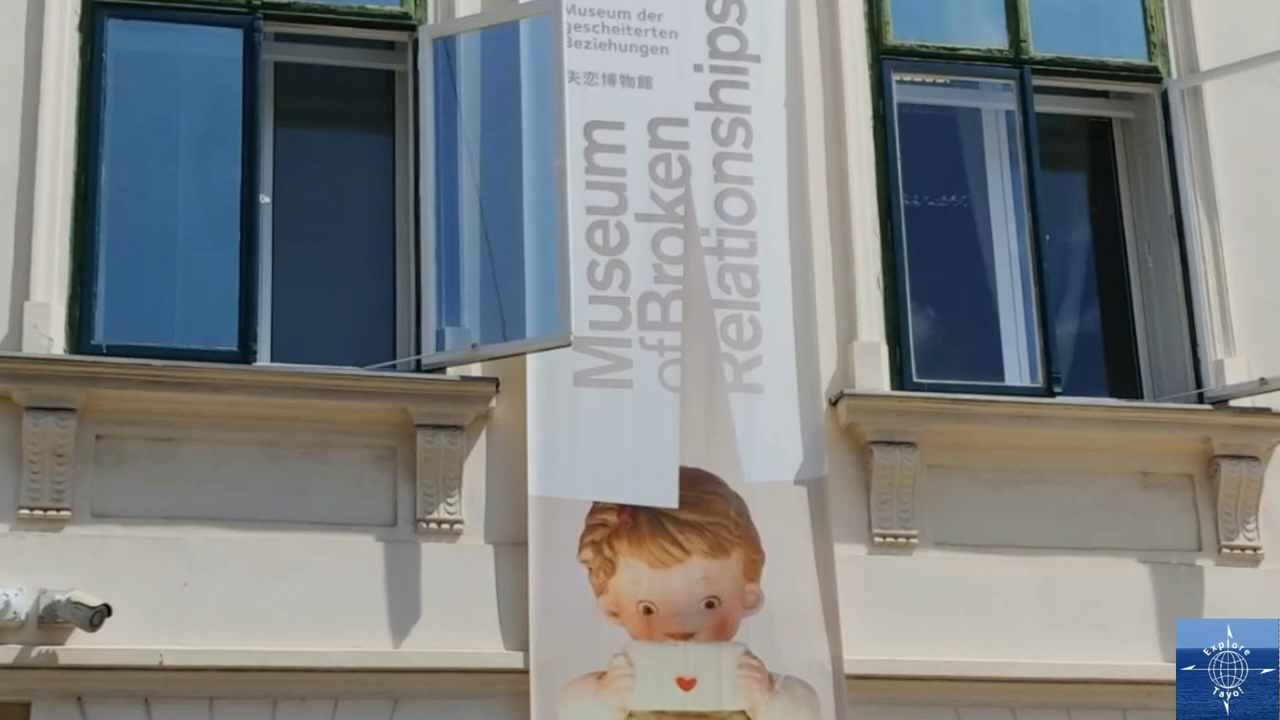 Museum der
gescheiterten
Beziehungen
失恋博物館
Museum
of Broken
Relationships
Explore
Tayo!